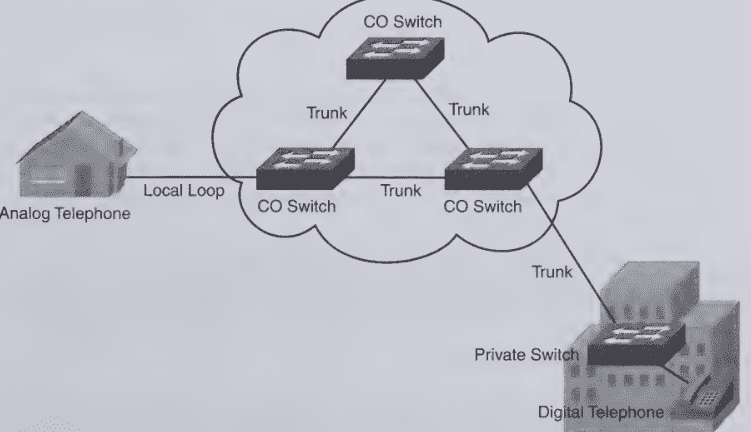 CO Switch
Trunk
Trunk
Local Loop
Trunk
Analog Telephone
CO Switch
CO Switch
Trunk
Private Switch
Digital Telephone